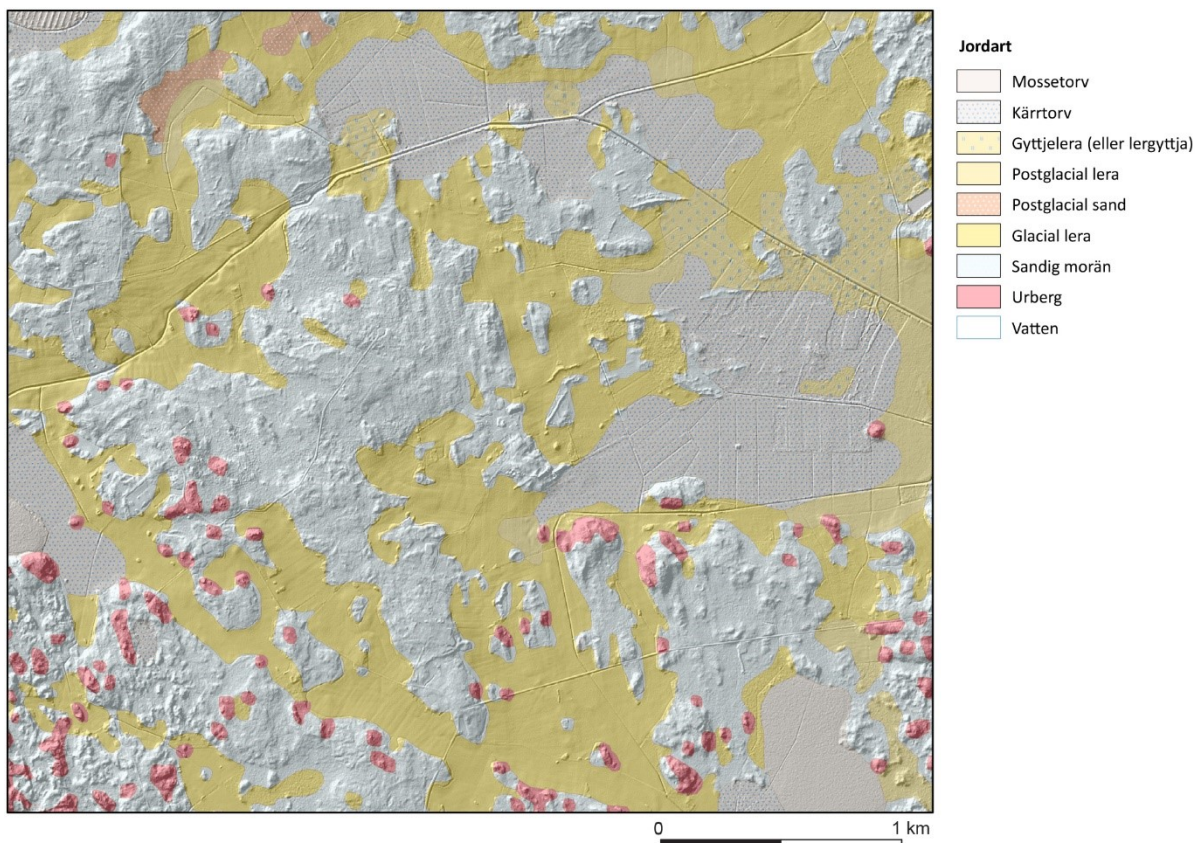 Jordart
Mossetorv
Kärrtorv
Gyttjelera (eller lergyttja)
Postglacial lera
Postglacial sand
Glacial lera
Sandig morän
Urberg
Vatten
0 1 km